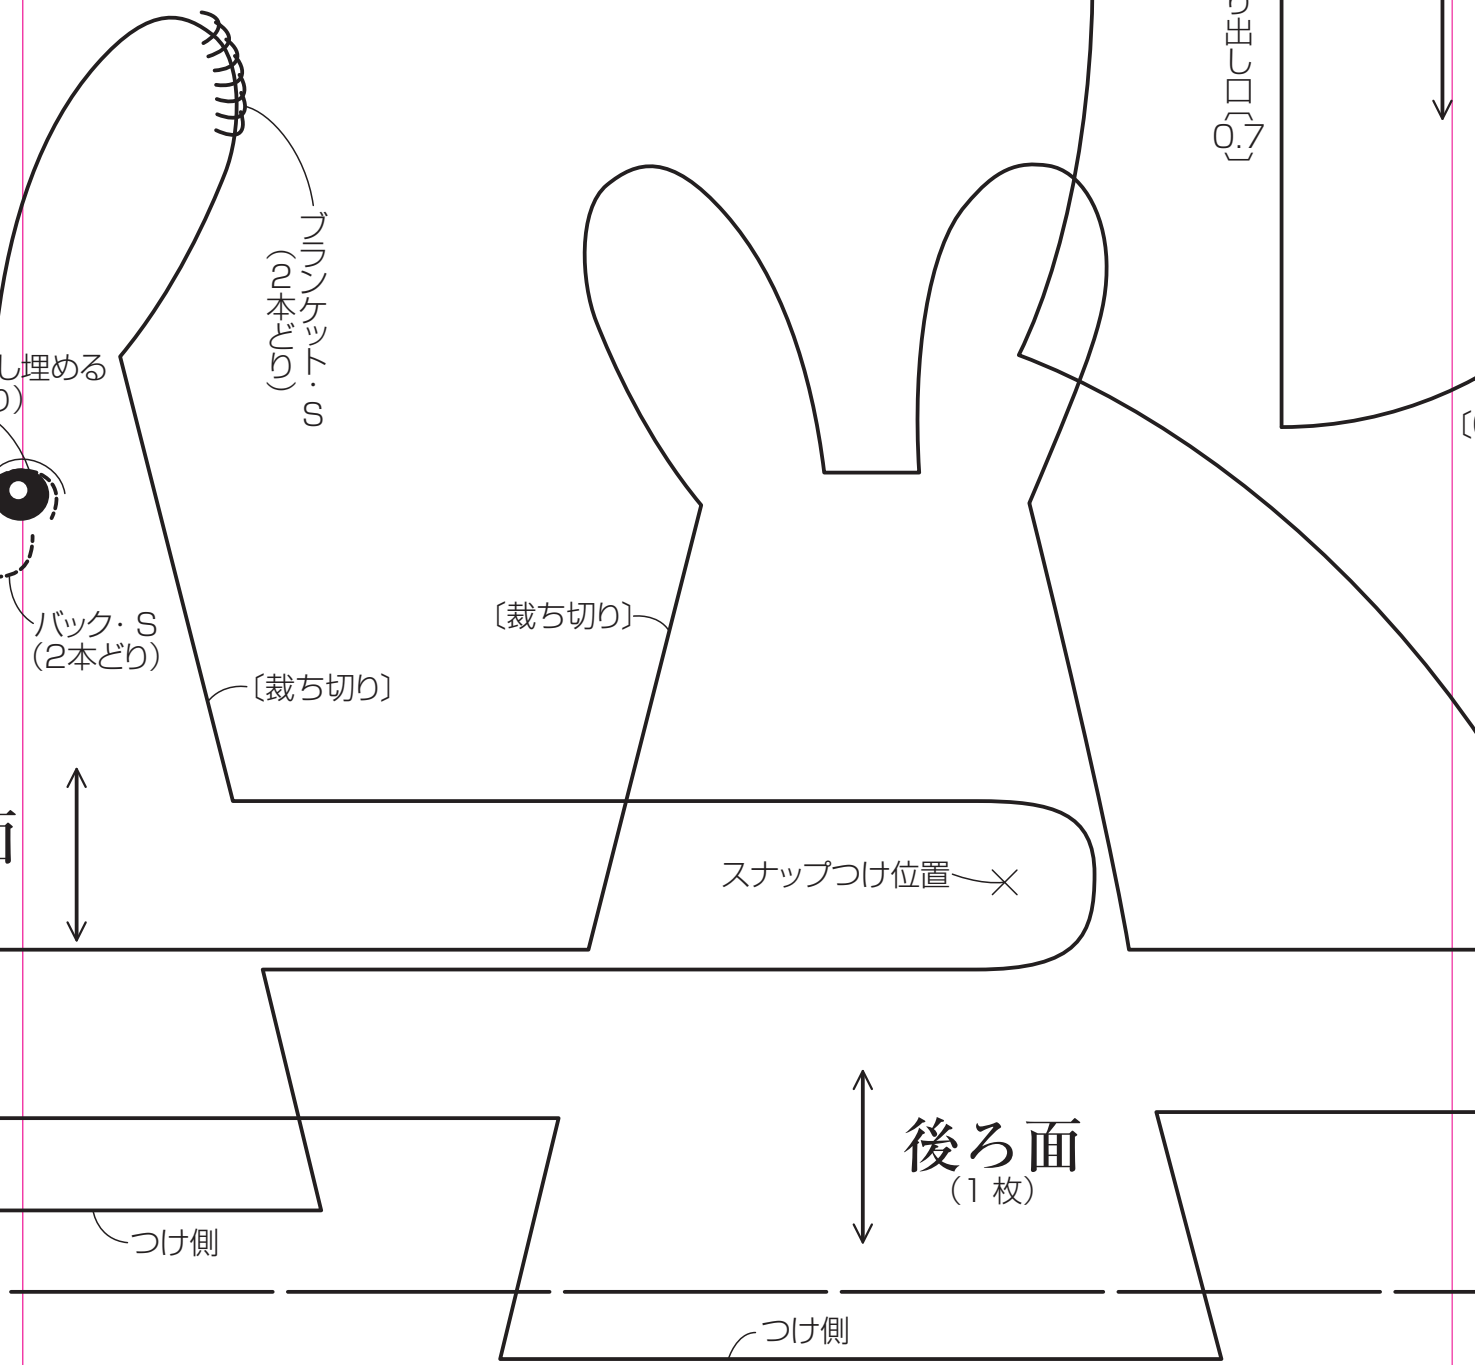 り出し口
〔0.7〕
ブランケット・S
（2本どり）
し埋める
り）
バック・S
（2本どり）
〔裁ち切り〕
〔裁ち切り〕
スナップつけ位置
面
後ろ面
（1枚）
つけ側
つけ側